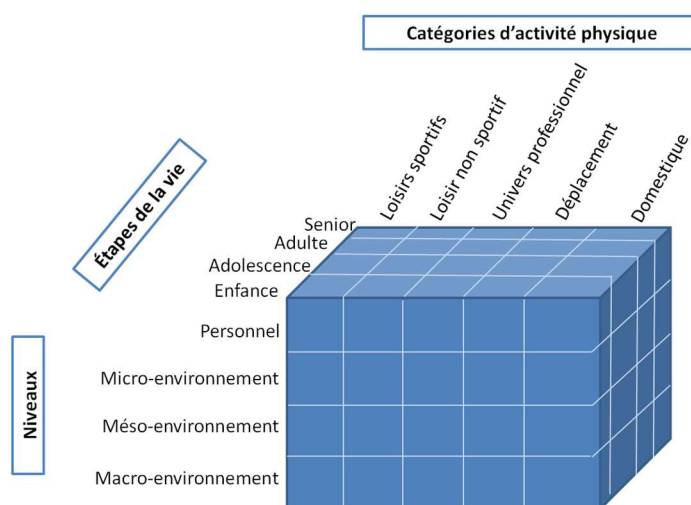 Catégories d'activité physique
Loisirs sportifs
Loisir non sportif
Univers professionnel
Déplacement
Domestique
Étapes de la vie
Senior
Adulte
Adolescence
Enfance
Niveaux
Personnel
Micro-environnement
Méso-environnement
Macro-environnement